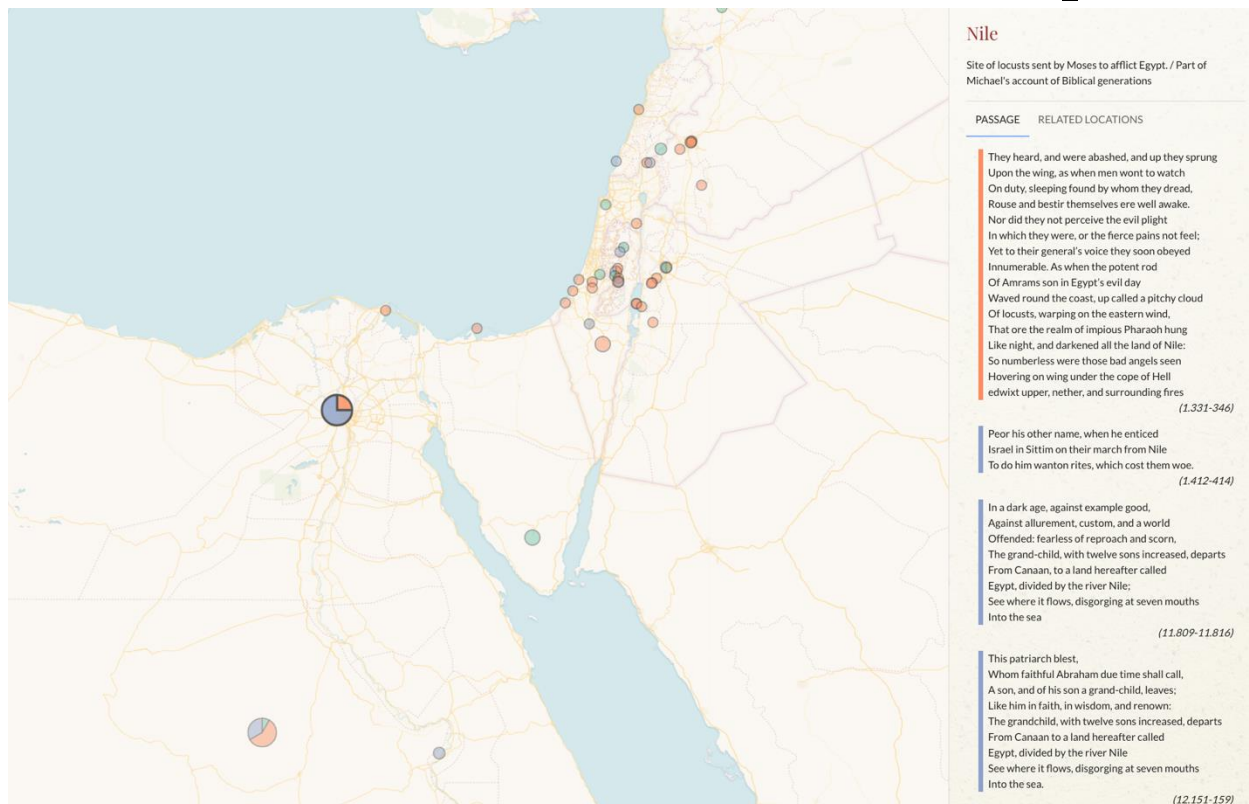 Nile
Site of locusts sent by Moses to afflict Egypt. / Part of
Michael's account of Biblical generations
PASSAGE RELATED LOCATIONS
They heard, and were abashed, and up they sprung
Upon the wing, as when men wont to watch
On duty, sleeping found by whom they dread,
Rouse and bestir themselves ere well awake.
Nor did they not perceive the evil plight
In which they were, or the fierce pains not feel;
Yet to their general's voice they soon obeyed
Innumerable. As when the potent rod
Of Amrams son in Egypt's evil day
Waved round the coast, up called a pitchy cloud
Of locusts, warping on the eastern wind,
That ore the realm of impious Pharaoh hung
Like night, and darkened all the land of Nile:
So numberless were those bad angels seen
Hovering on wing under the cope of Hell
edwixt upper, nether, and surrounding fires
(1.331-346)
Peor his other name, when he enticed
Israel in Sittim on their march from Nile
To do him wanton rites, which cost them woe.
(1.412-414)
In a dark age, against example good,
Against allurement, custom, and a world
Offended: fearless of reproach and scorn,
The grand-child, with twelve sons increased, departs
From Canaan, to a land hereafter called
Egypt, divided by the river Nile;
See where it flows, disgorging at seven mouths
Into the sea
(11.809-11.816)
This patriarch blest,
Whom faithful Abraham due time shall call,
A son, and of his son a grand-child, leaves;
Like him in faith, in wisdom, and renown:
The grandchild, with twelve sons increased, departs
From Canaan to a land hereafter called
Egypt, divided by the river Nile
See where it flows, disgorging at seven mouths
Into the sea.
(12.151-159)